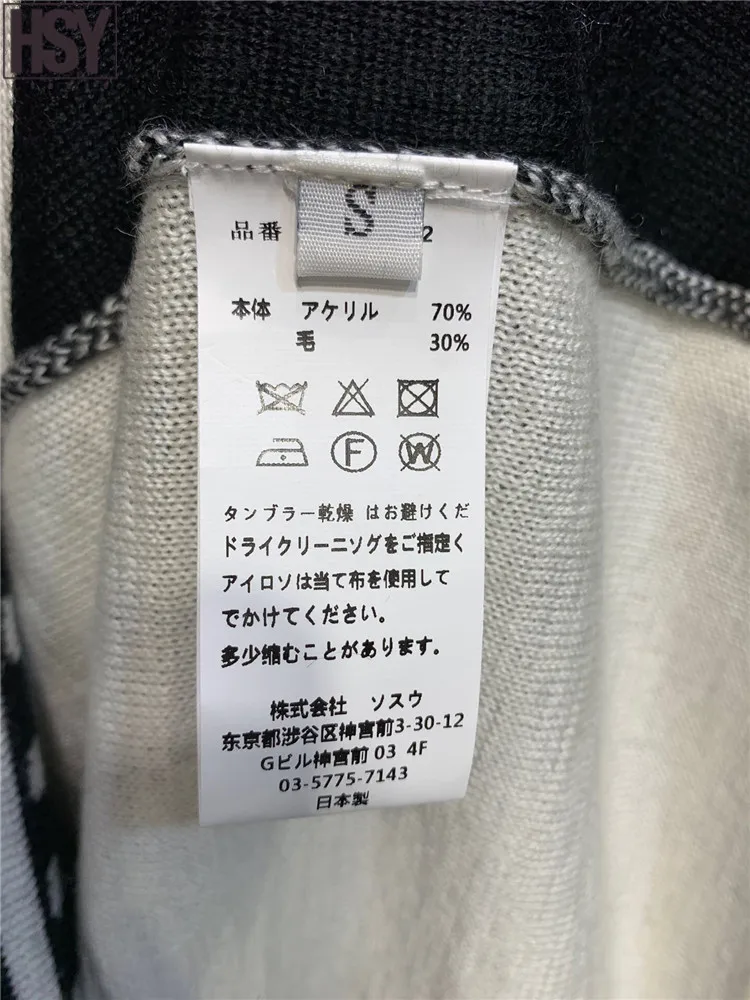 HSY
S
品番 2
本体 アケリル 70%
毛 30%
F
W
タンブラー乾燥 はお避けくだ
ドライクリーニソグをご指定く
アイロソは当て布を使用して
でかけてください。
多少縮むことがあります。
株式会社 ソスウ
东京都涉谷区神宫前3-30-12
Gビル神宫前 03 4F
03-5775-7143
日本製